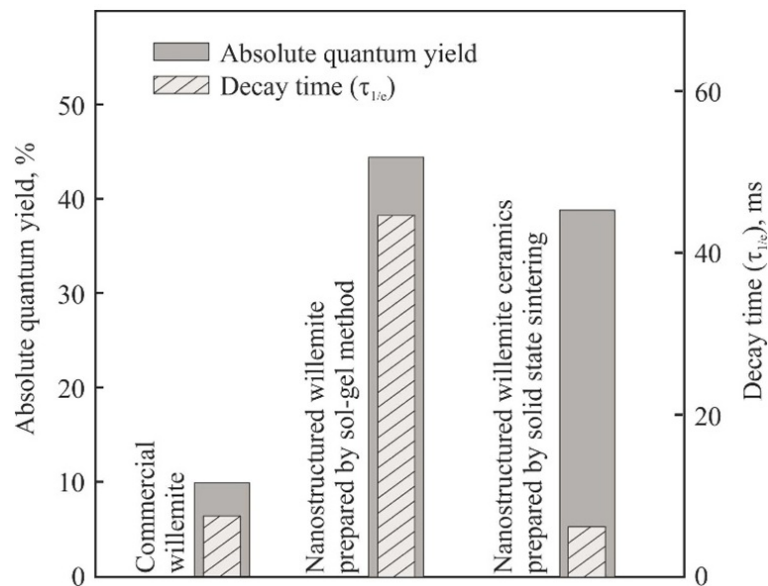 Absolute quantum yield
Decay time (τ1/e)
Absolute quantum yield, %
50
40
30
20
10
0
Commercial
willemite
Nanostructured willemite
prepared by sol-gel method
Nanostructured willemite ceramics
prepared by solid state sintering
60
40
20
0
Decay time (τ1/e), ms